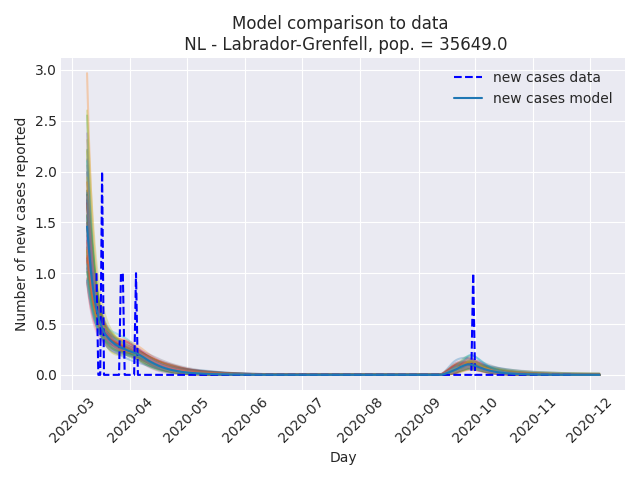 Model comparison to data
NL - Labrador-Grenfell, pop. = 35649.0
new cases data
new cases model
Number of new cases reported
3.0
2.5
2.0
1.5
1.0
0.5
0.0
2020-03
2020-04
2020-05
2020-06
2020-07
2020-08
2020-09
2020-10
2020-11
2020-12
Day